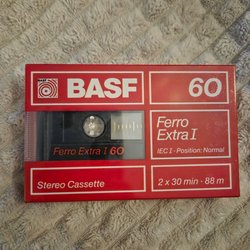 BASF
60
Ferro
Extra I
IEC I · Position: Normal
Ferro Extra I 60
Stereo Cassette
2 x 30 min · 88 m